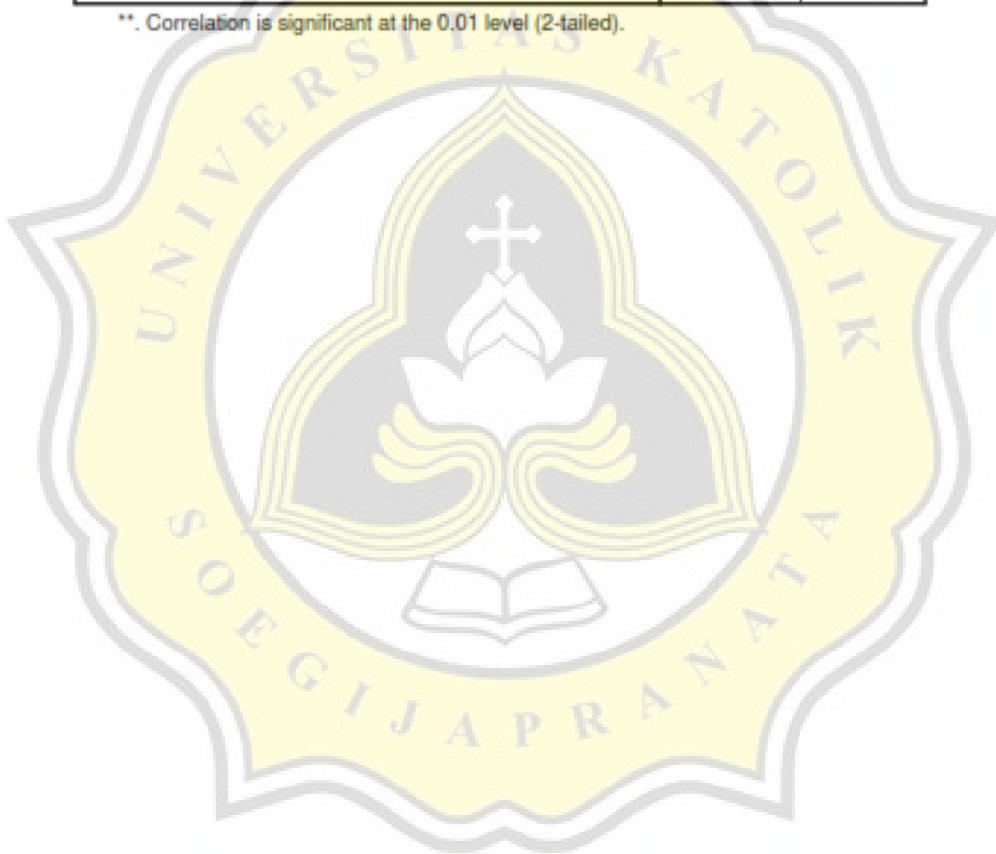 **. Correlation is significant at the 0.01 level (2-tailed).
UNIVERSITAS KATOLIK
SOEGIJAPRANATA